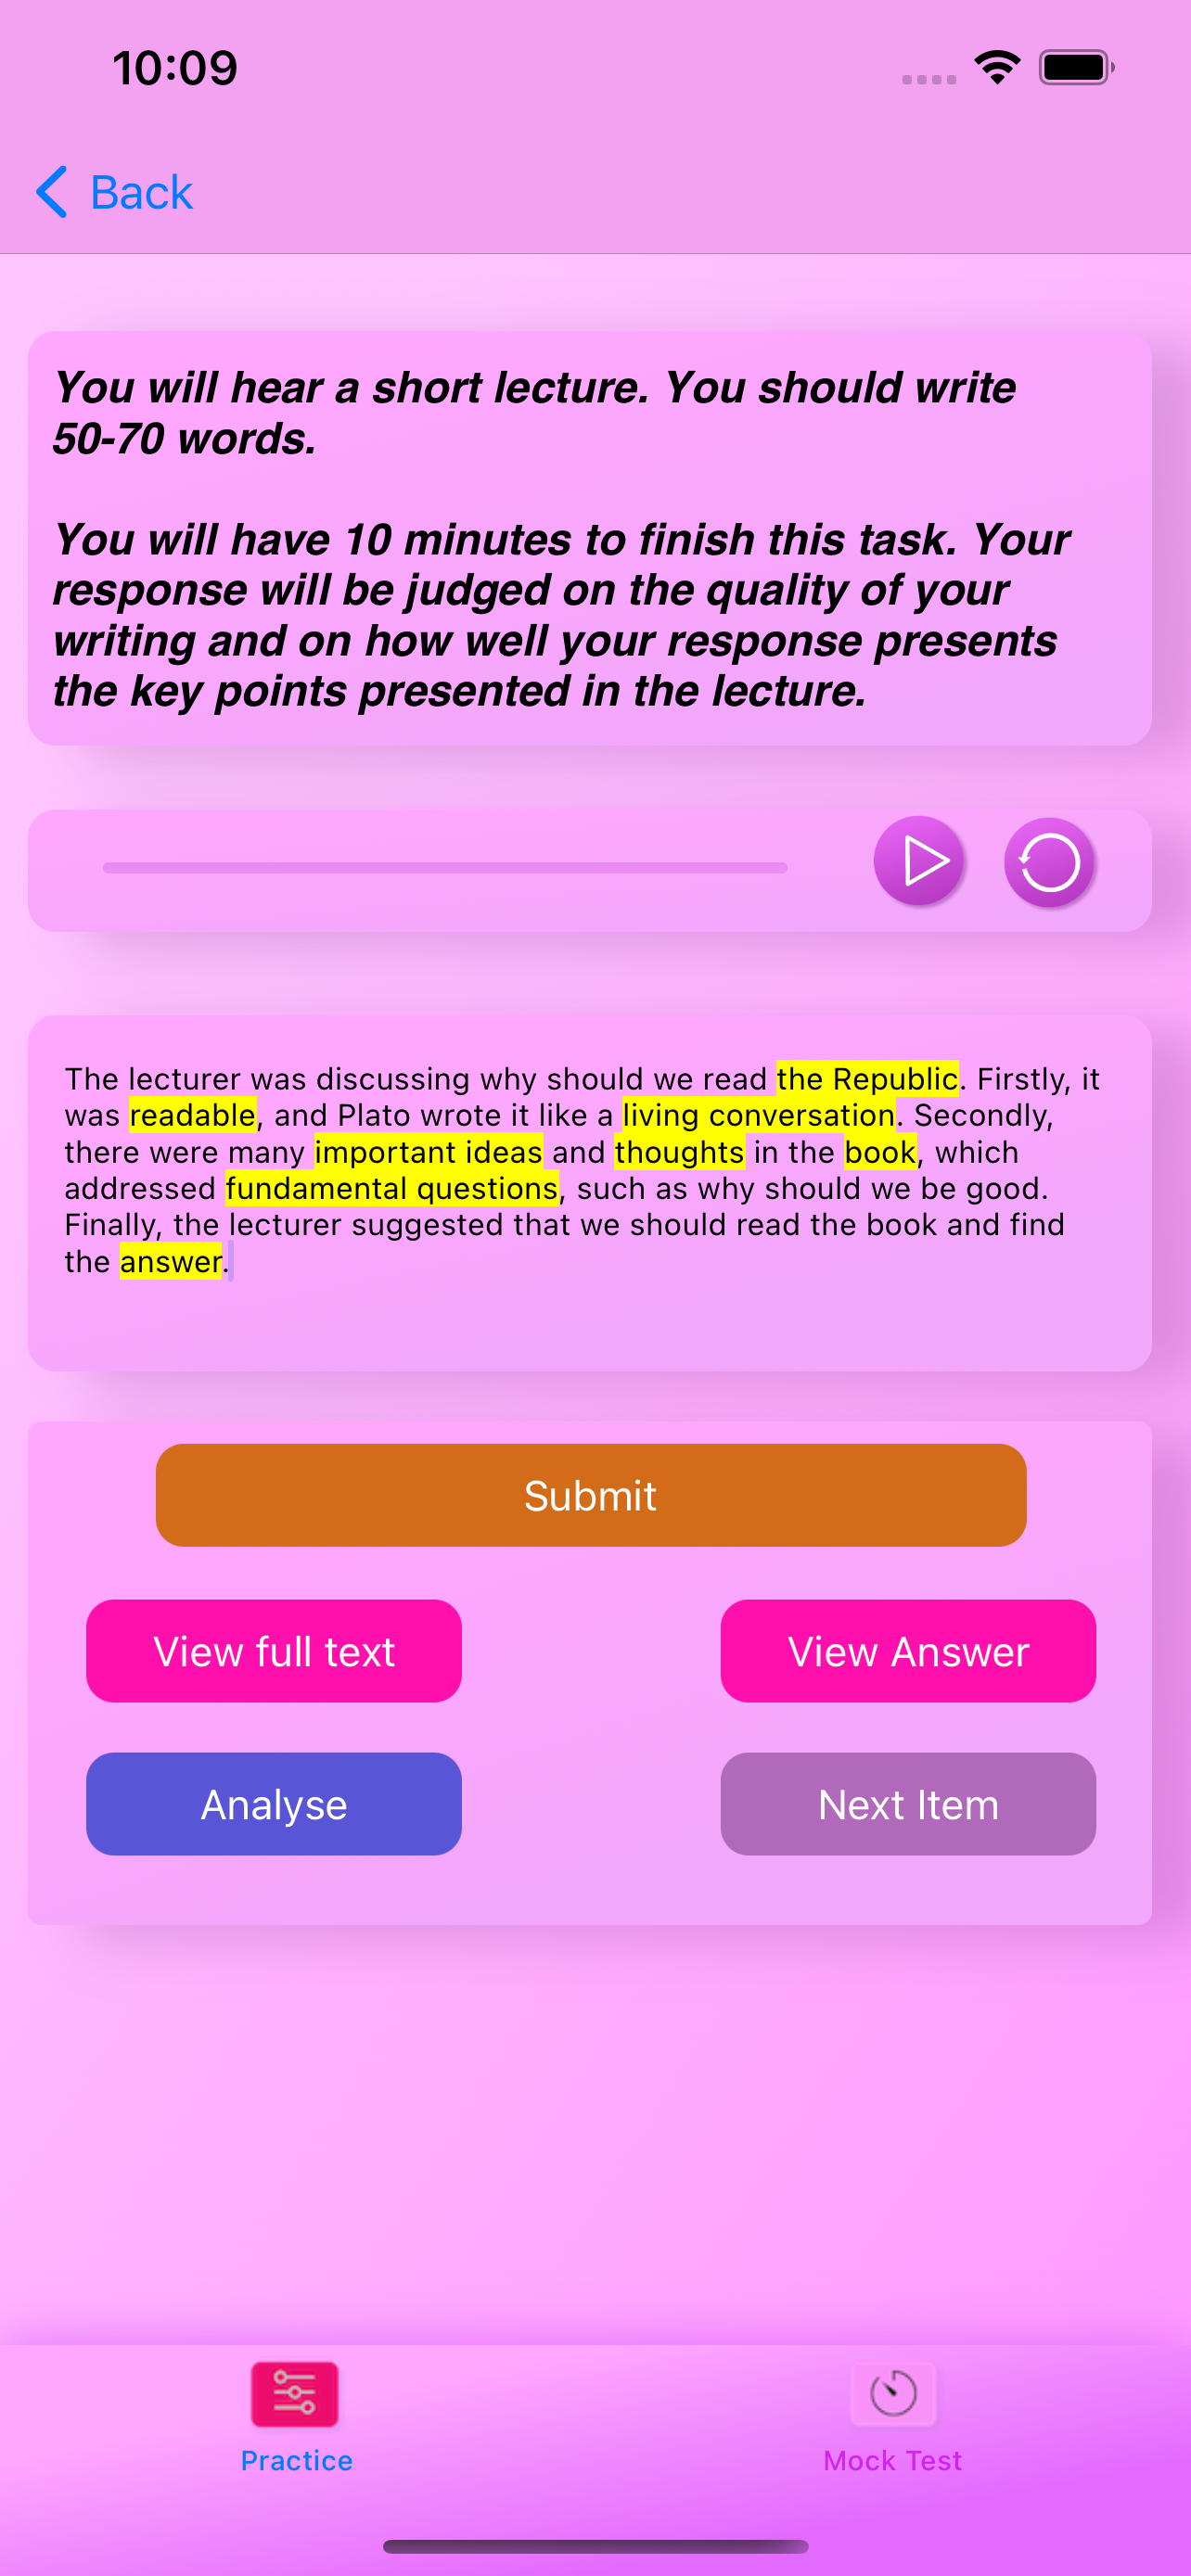 10:09
Back
You will hear a short lecture. You should write
50-70 words.
You will have 10 minutes to finish this task. Your
response will be judged on the quality of your
writing and on how well your response presents
the key points presented in the lecture.
The lecturer was discussing why should we read the Republic. Firstly, it
was readable, and Plato wrote it like a living conversation. Secondly,
there were many important ideas and thoughts in the book, which
addressed fundamental questions, such as why should we be good.
Finally, the lecturer suggested that we should read the book and find
the answer.
Submit
View full text
View Answer
Analyse
Next Item
Practice
Mock Test